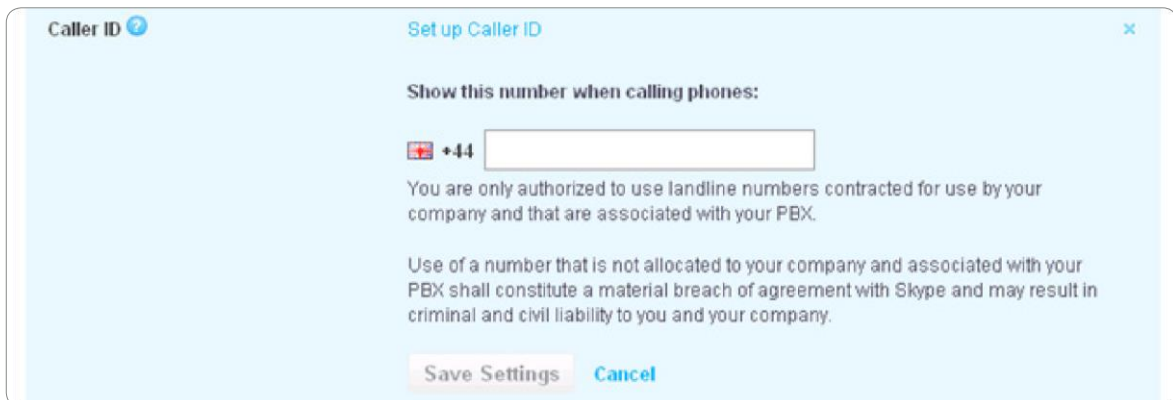 Caller ID ?
Set up Caller ID
×
Show this number when calling phones:
+44
You are only authorized to use landline numbers contracted for use by your
company and that are associated with your PBX.
Use of a number that is not allocated to your company and associated with your
PBX shall constitute a material breach of agreement with Skype and may result in
criminal and civil liability to you and your company.
Save Settings
Cancel